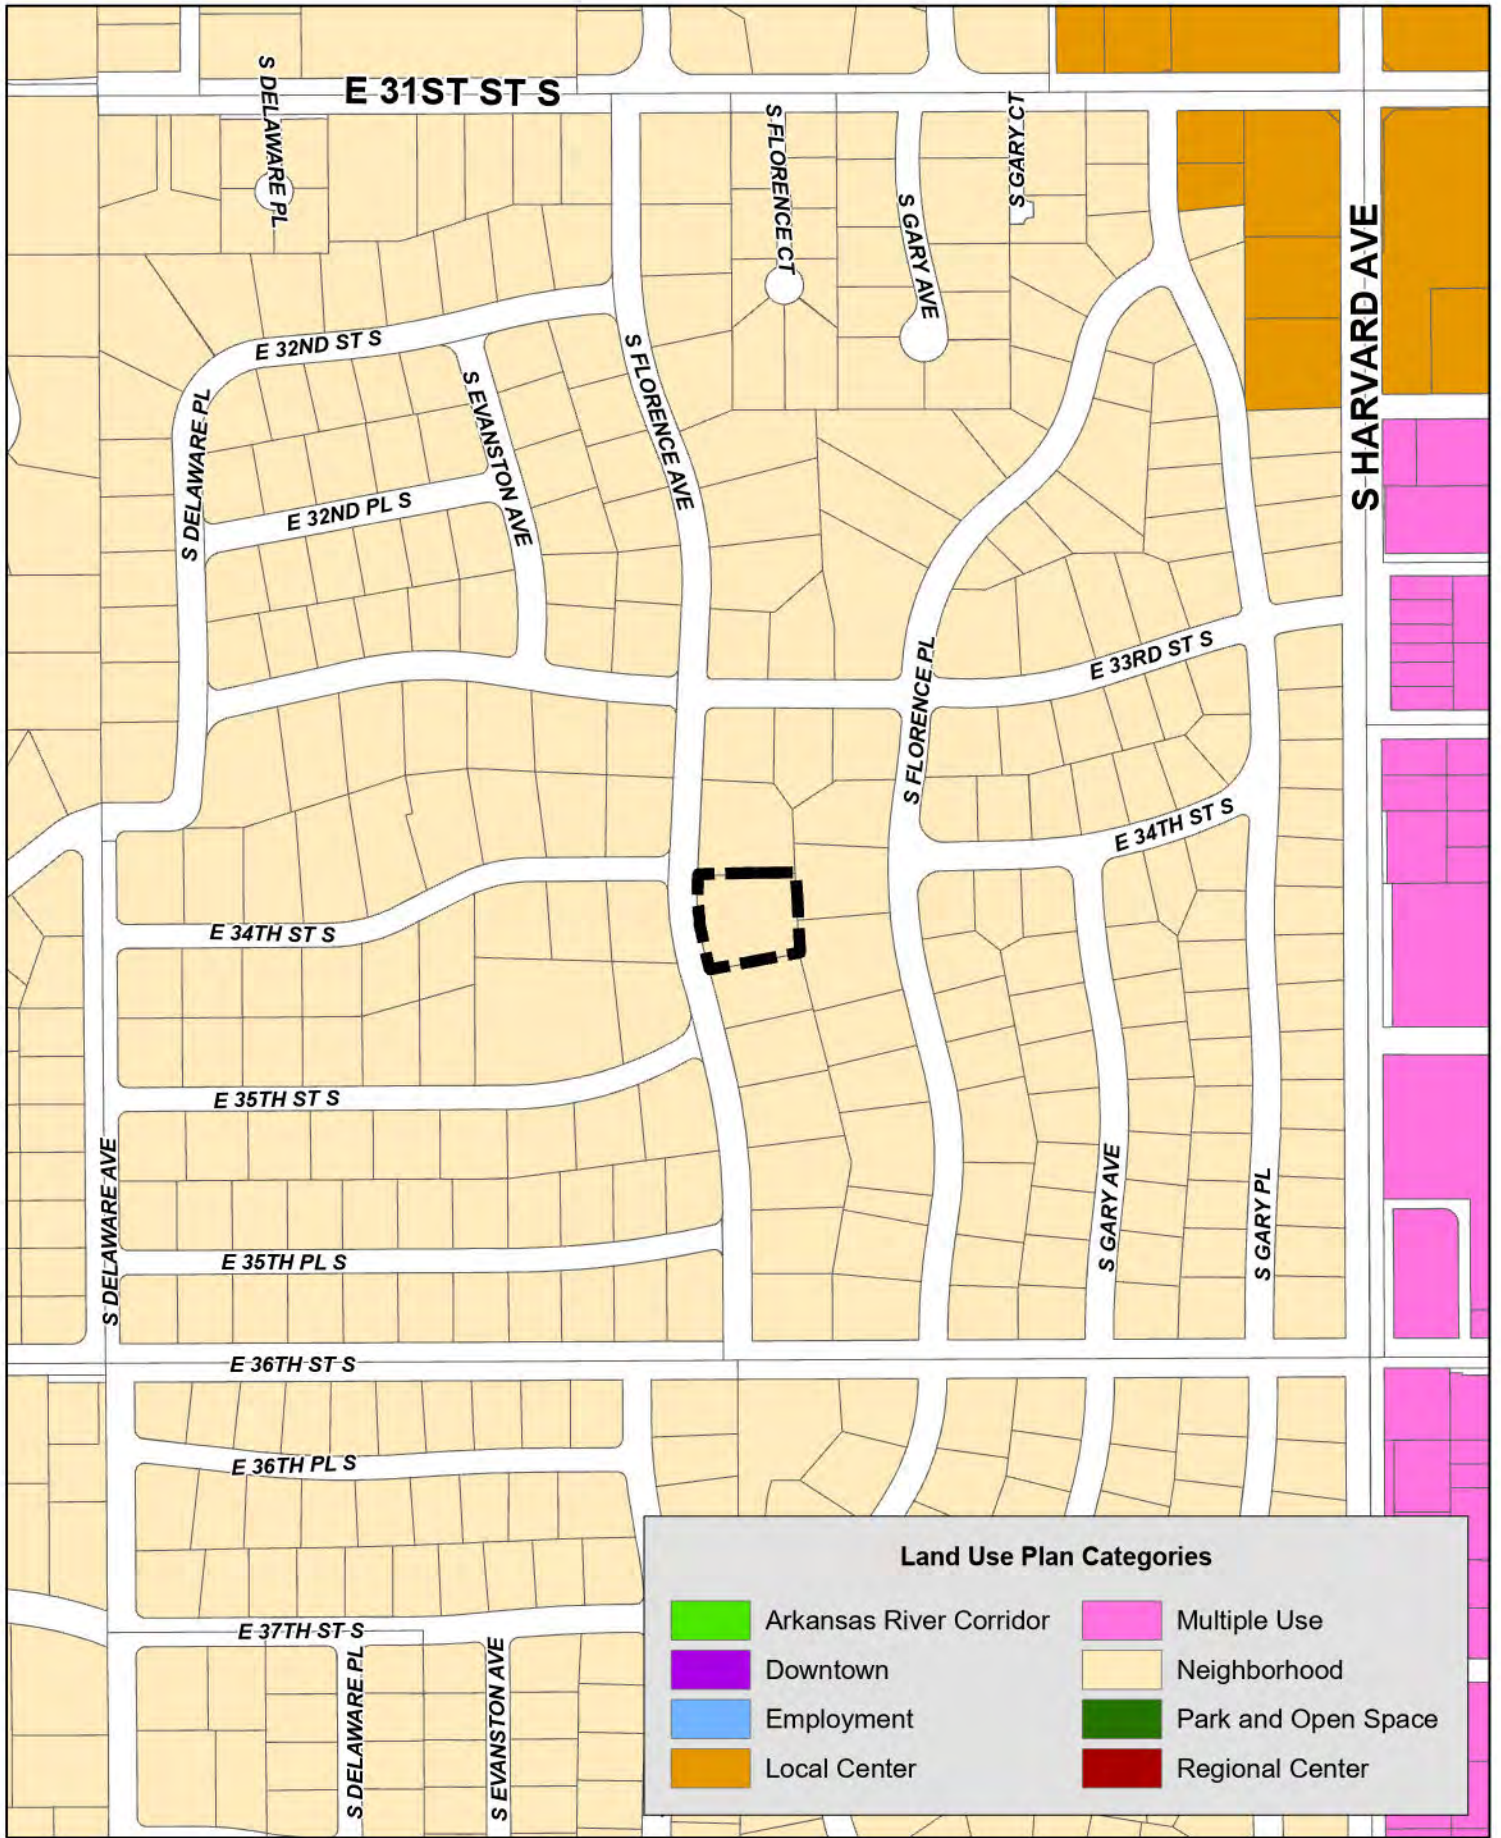 S DELAWARE PL
E 31ST ST S
S FLORENCE CT
S GARY AVE
S GARY CT
S HARVARD AVE
E 32ND ST S
S DELAWARE PL
S EVANSTON AVE
S FLORENCE AVE
E 32ND PL S
S FLORENCE PL
E 33RD ST S
E 34TH ST S
E 34TH ST S
E 35TH ST S
S DELAWARE AVE
S GARY AVE
S GARY PL
E 35TH PL S
E 36TH ST S
E 36TH PL S
E 37TH ST S
S DELAWARE PL
S EVANSTON AVE
Land Use Plan Categories
Arkansas River Corridor
Downtown
Employment
Local Center
Multiple Use
Neighborhood
Park and Open Space
Regional Center